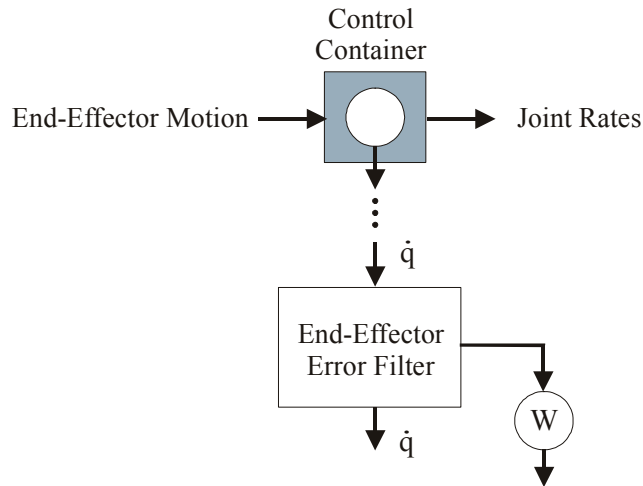 Control
Container
End-Effector Motion
Joint Rates
q̇
End-Effector
Error Filter
W
q̇